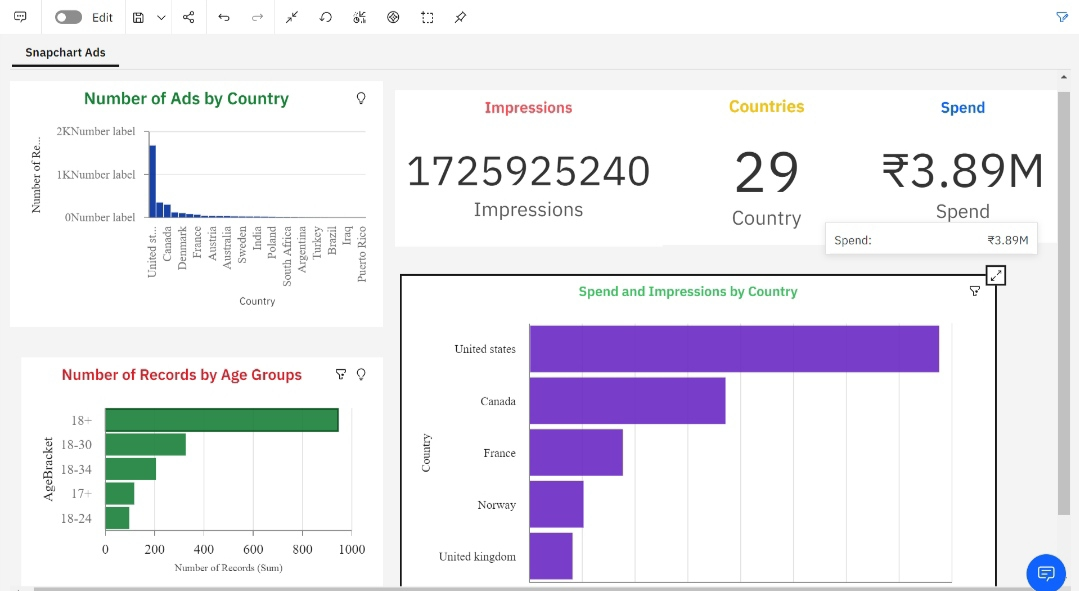 Edit
Snapchart Ads
Number of Ads by Country
2KNumber label
1KNumber label
0Number label
Number of Re...
United st...
Canada
Denmark
France
Austria
Australia
Sweden
India
Poland
South Africa
Argentina
Turkey
Brazil
Iraq
Puerto Rico
Country
Impressions
1725925240
Impressions
Countries
29
Country
Spend
₹3.89M
Spend
Spend: ₹3.89M
Number of Records by Age Groups
AgeBracket
18+
18-30
18-34
17+
18-24
0 200 400 600 800 1000
Number of Records (Sum)
Spend and Impressions by Country
Country
United states
Canada
France
Norway
United kingdom